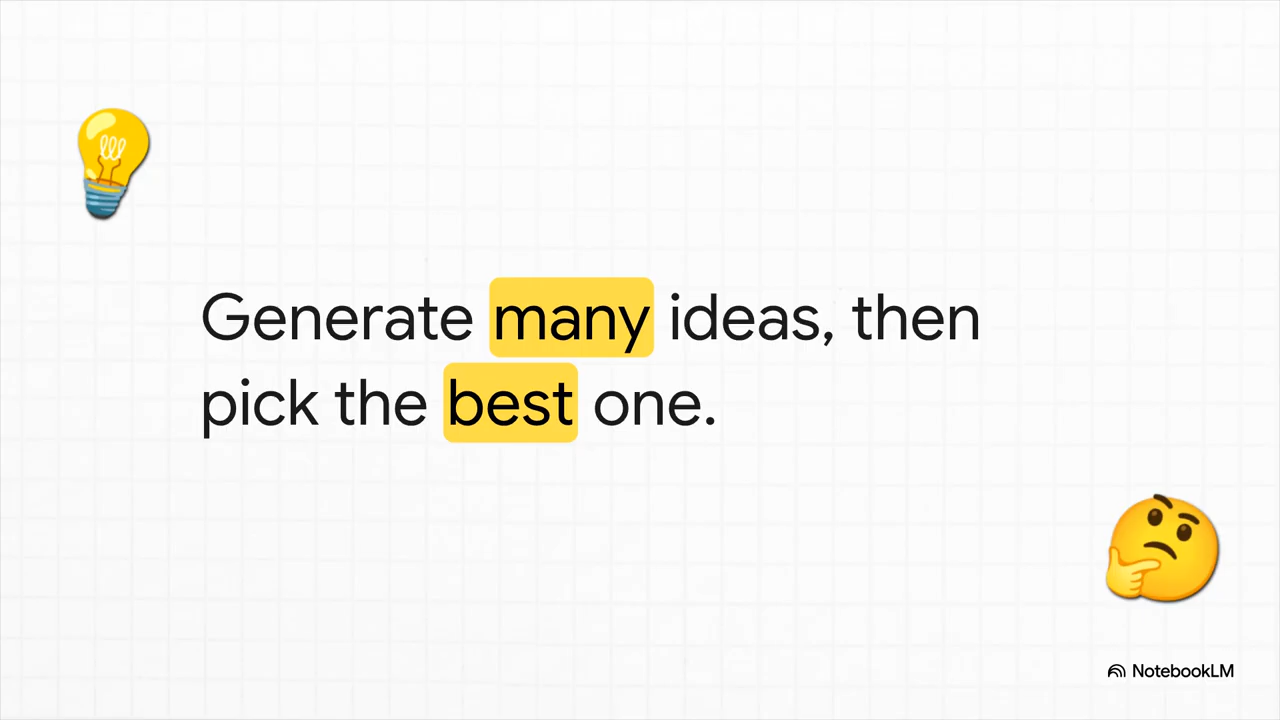 Generate many ideas, then
pick the best one.
NotebookLM